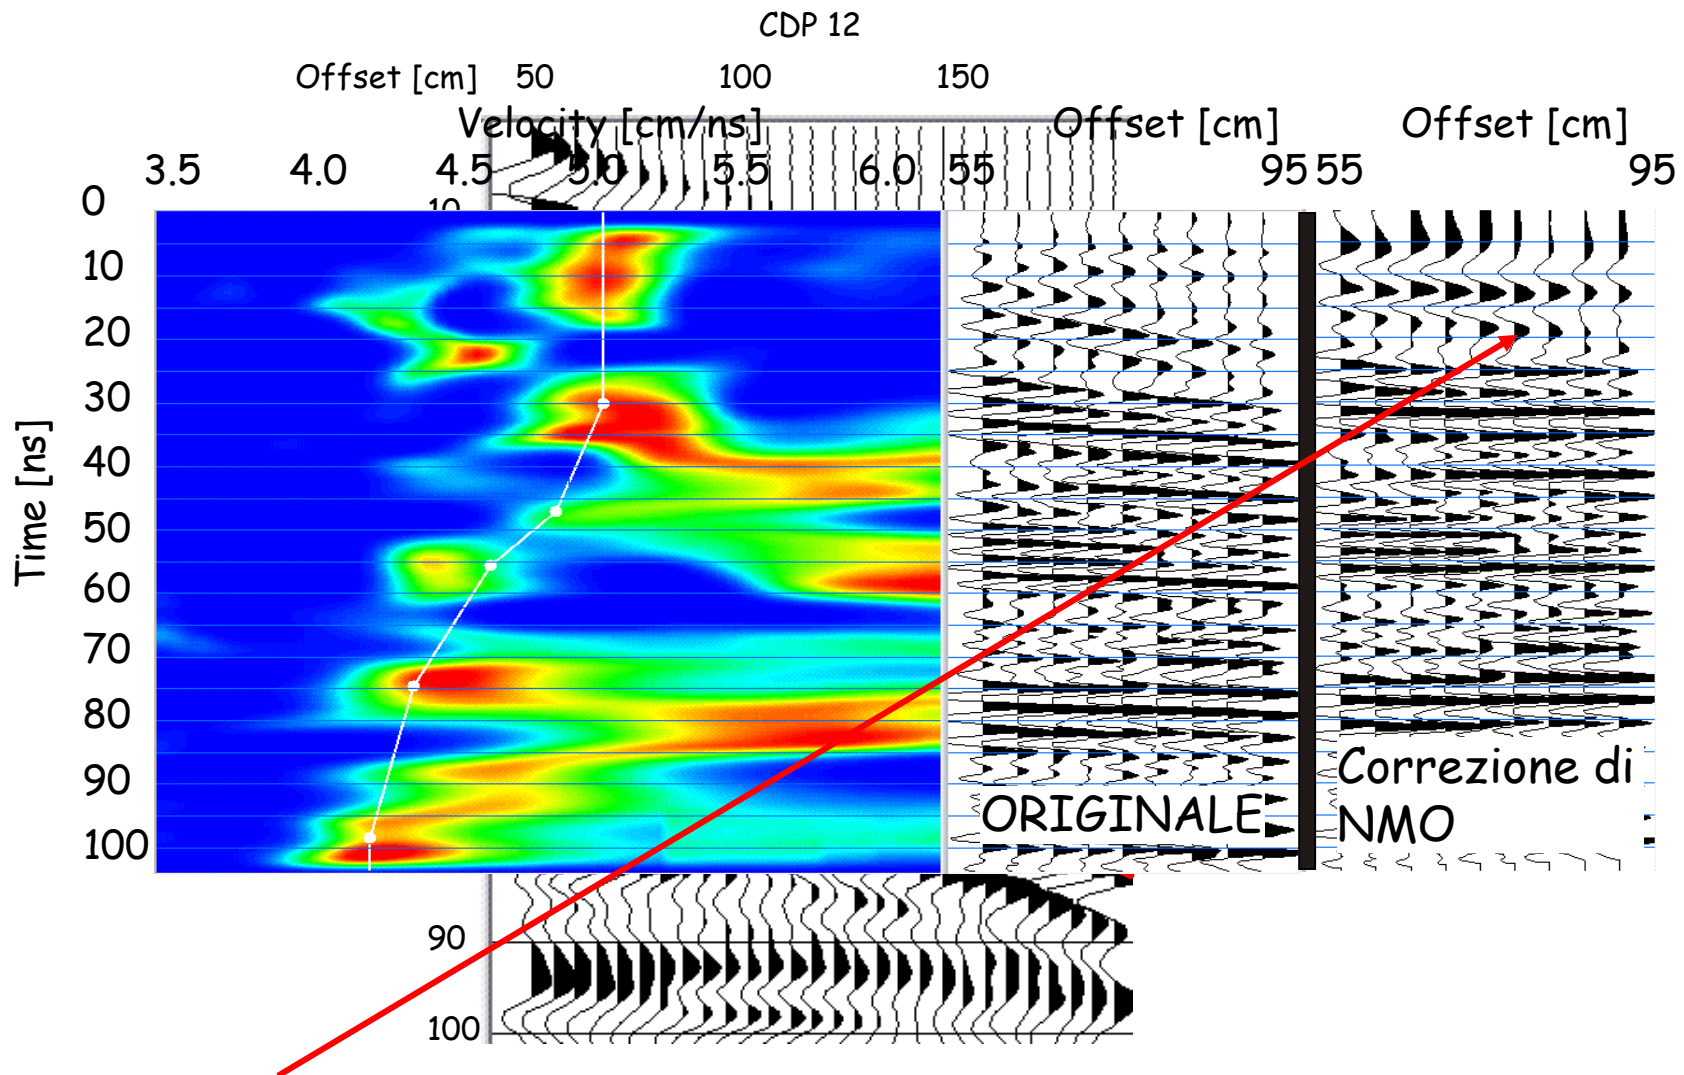 CDP 12
Offset [cm] 50 100 150
Velocity [cm/ns] Offset [cm] Offset [cm]
3.5 4.0 4.5 5.0 5.5 6.0 55 95 55 95
0
10
10
20
30
40
50
60
70
80
90
100
Time [ns]
ORIGINALE
Correzione di
NMO
90
100